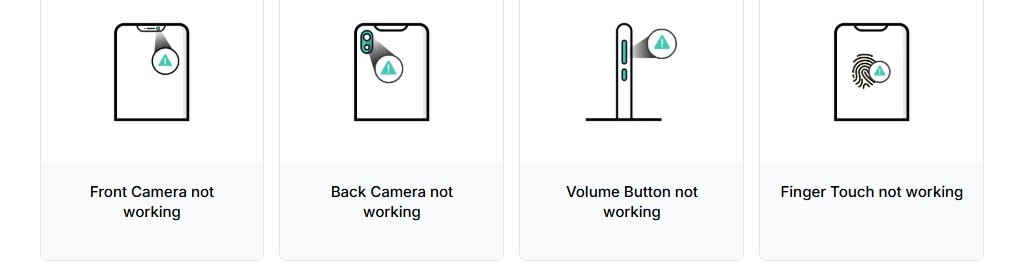 Front Camera not
working
Back Camera not
working
Volume Button not
working
Finger Touch not working